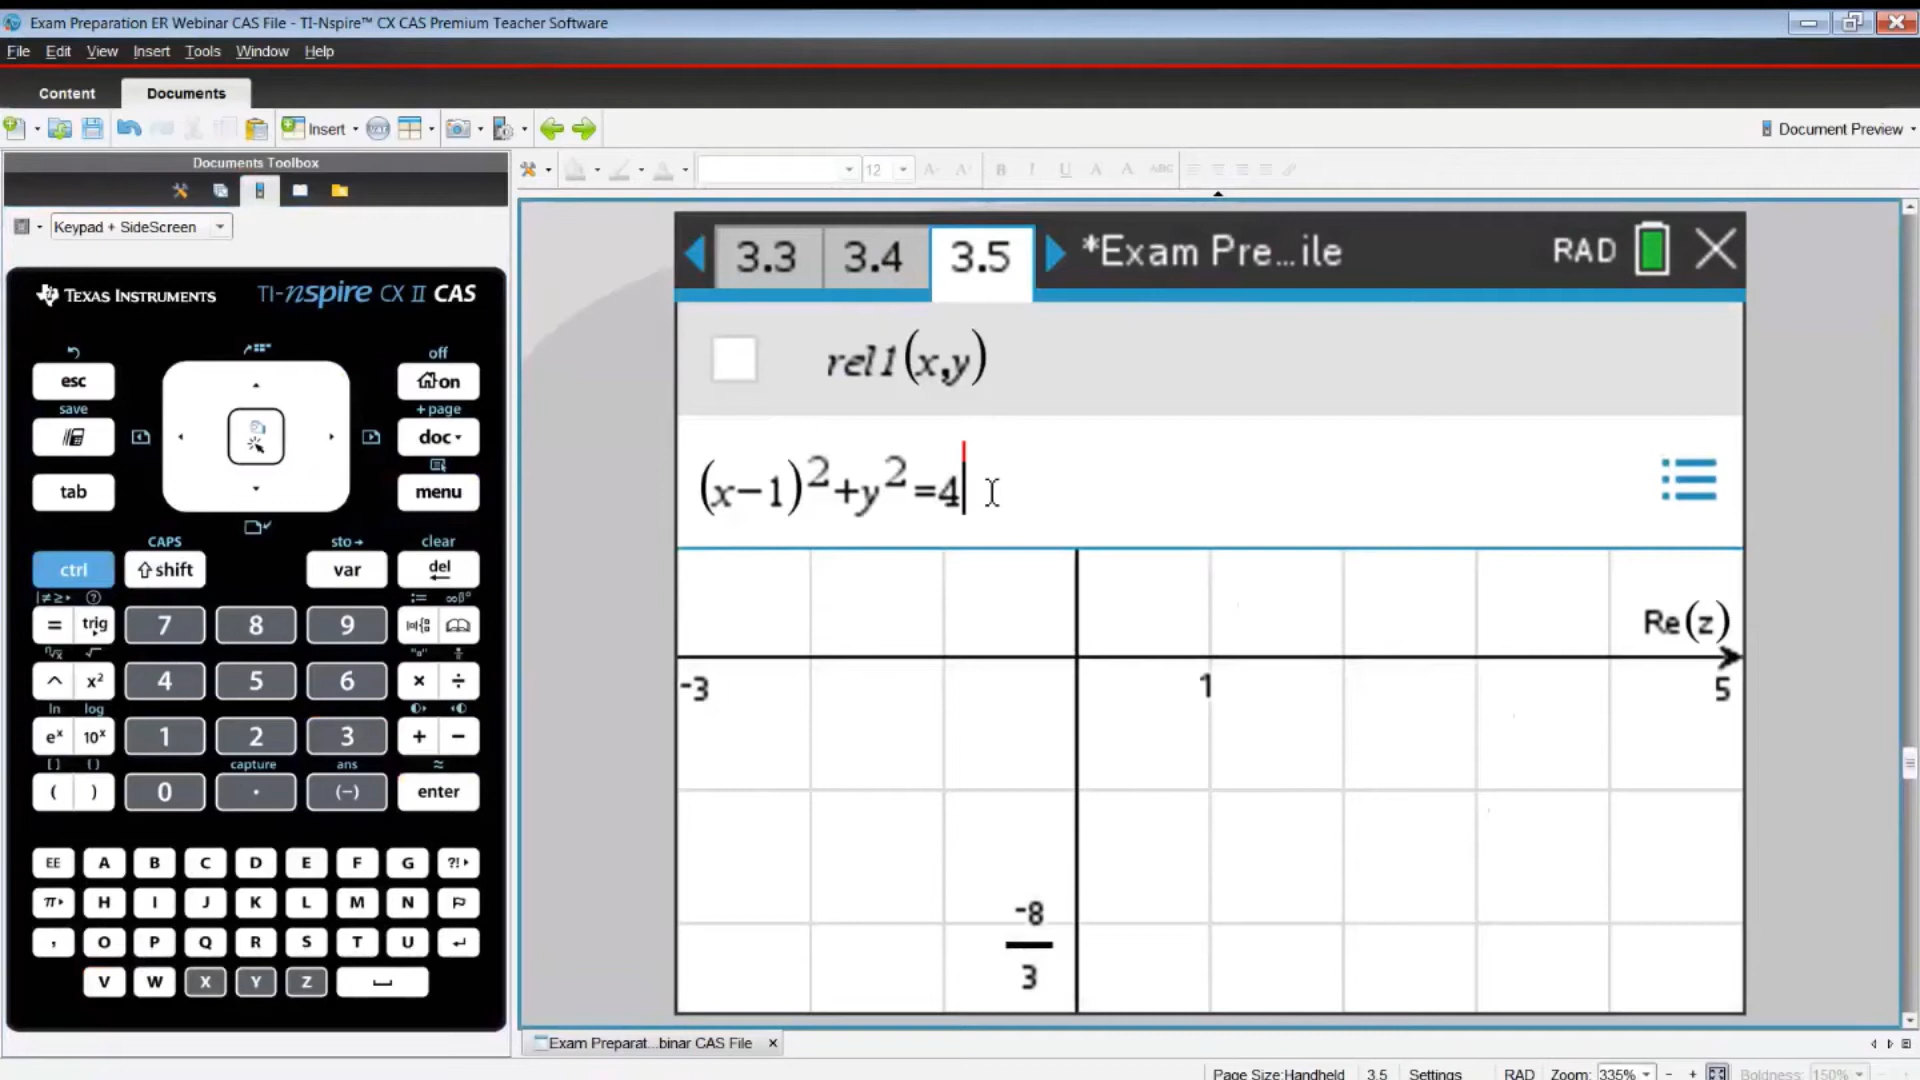 Exam Preparation ER Webinar CAS File - TI-Nspire™ CX CAS Premium Teacher Software
File Edit View Insert Tools Window Help
Content Documents
Insert
Document Preview
Documents Toolbox
12
Keypad + SideScreen
3.3 3.4 3.5 *Exam Pre...ile RAD
TEXAS INSTRUMENTS TI-nspire CX II CAS
rel1(x,y)
(x−1)²+y²=4
Re(z)
-3 1 5
-8
3
off
esc on
save + page
doc
tab menu
CAPS sto→ clear
ctrl shift var del
|≠≥▸ ? := ∞β°
= trig 7 8 9
ⁿ√x √
^ x² 4 5 6 × ÷
ln log
eˣ 10ˣ 1 2 3 + −
[ ] { } capture ans ≈
( ) 0 . (−) enter
EE A B C D E F G ?!▸
π▸ H I J K L M N
, O P Q R S T U
V W X Y Z
Exam Preparat...binar CAS File
Page Size:Handheld 3.5 Settings RAD Zoom: 335% − + Boldness: 150%